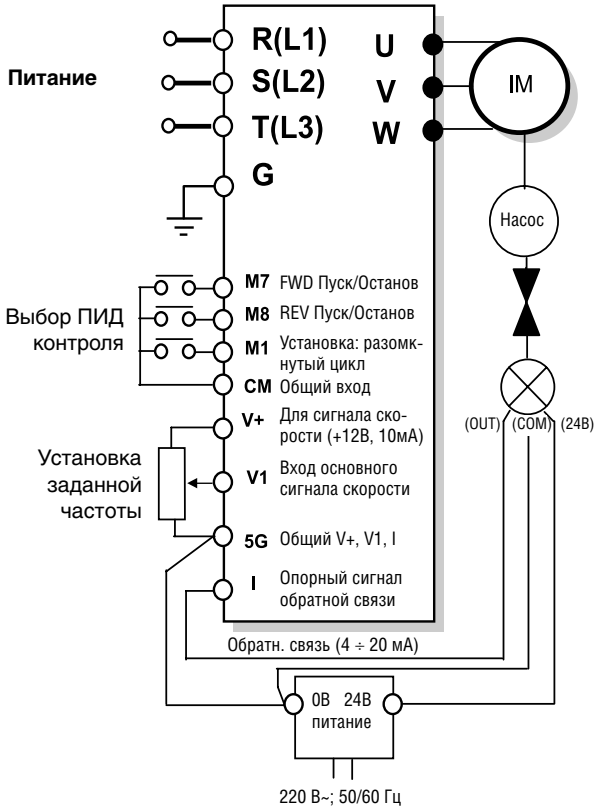 Питание
R(L1)
S(L2)
T(L3)
G
U
V
W
IM
Насос
Выбор ПИД
контроля
M7 FWD Пуск/Останов
M8 REV Пуск/Останов
M1 Установка: разомк-
нутый цикл
CM Общий вход
V+ Для сигнала ско-
рости (+12В, 10мА)
Установка
заданной
частоты
V1 Вход основного
сигнала скорости
5G Общий V+, V1, I
I Опорный сигнал
обратной связи
(OUT) (COM) (24В)
Обратн. связь (4 ÷ 20 мА)
0В 24В
питание
220 В~; 50/60 Гц